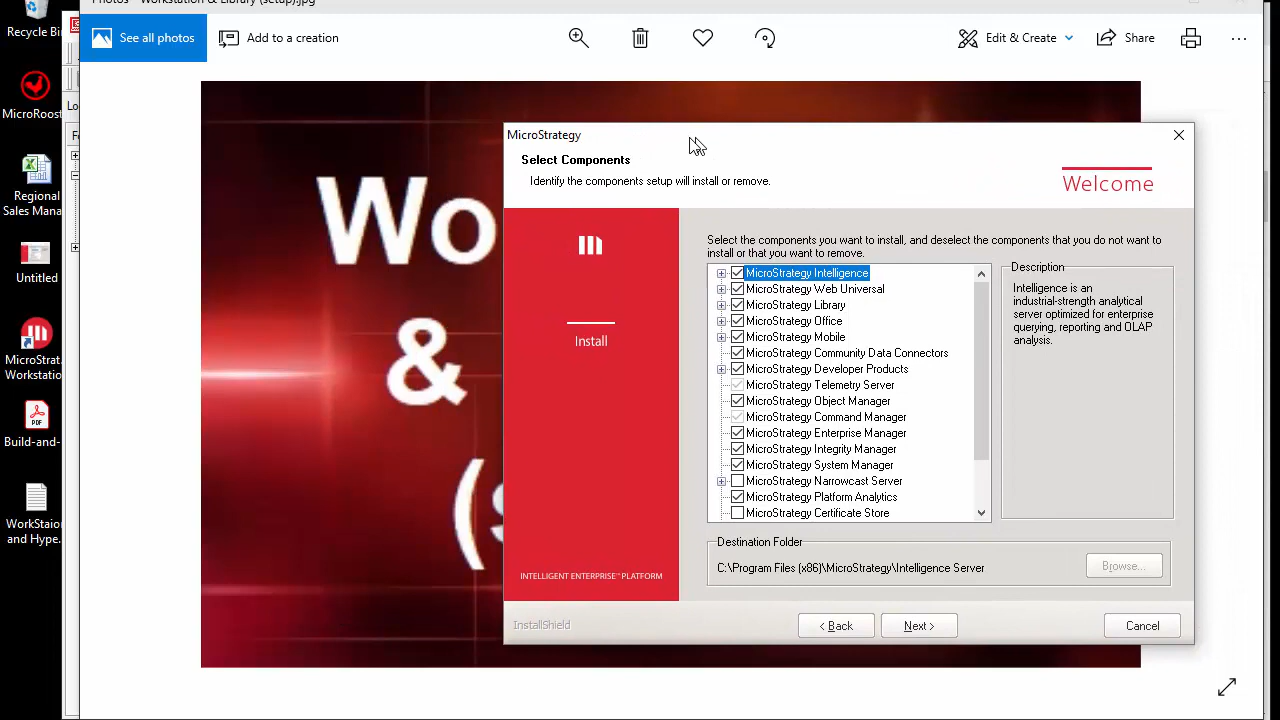 Photos - Workstation & Library (setup).jpg
Recycle Bin
See all photos
Add to a creation
Edit & Create
Share
MicroRoost
Lo
Fo
Regional
Sales Mana
Untitled
MicroStrat.
Workstatio
Build-and-
WorkStaion
and Hype.
Wo
&
(S
MicroStrategy
Select Components
Identify the components setup will install or remove.
Welcome
Install
INTELLIGENT ENTERPRISE™ PLATFORM
Select the components you want to install, and deselect the components that you do not want to
install or that you want to remove.
MicroStrategy Intelligence
MicroStrategy Web Universal
MicroStrategy Library
MicroStrategy Office
MicroStrategy Mobile
MicroStrategy Community Data Connectors
MicroStrategy Developer Products
MicroStrategy Telemetry Server
MicroStrategy Object Manager
MicroStrategy Command Manager
MicroStrategy Enterprise Manager
MicroStrategy Integrity Manager
MicroStrategy System Manager
MicroStrategy Narrowcast Server
MicroStrategy Platform Analytics
MicroStrategy Certificate Store
Description
Intelligence is an
industrial-strength analytical
server optimized for enterprise
querying, reporting and OLAP
analysis.
Destination Folder
C:\Program Files (x86)\MicroStrategy\Intelligence Server
Browse...
InstallShield
< Back
Next >
Cancel